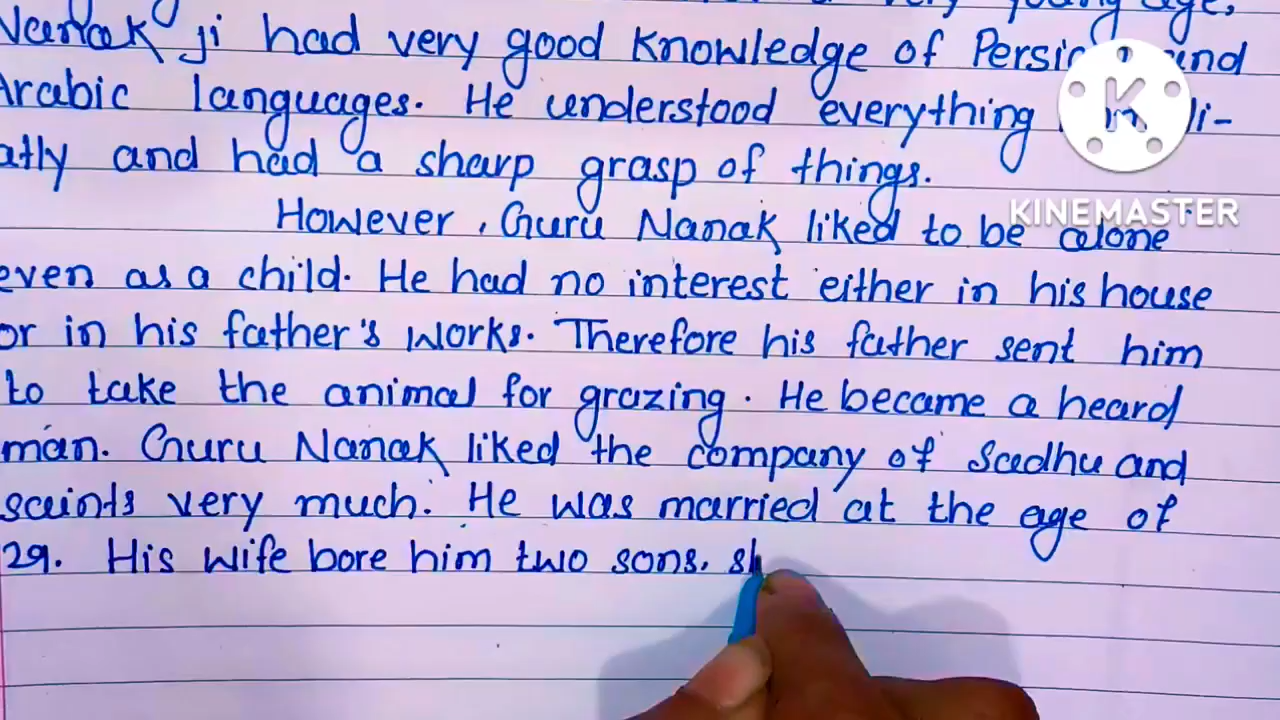 very young age,
Nanak ji had very good knowledge of Persian and
Arabic languages. He understood everything
atly and had a sharp grasp of things.
However, Guru Nanak liked to be alone
even as a child. He had no interest either in his house
or in his father's works. Therefore his father sent him
to take the animal for grazing. He became a heard
man. Guru Nanak liked the company of Sadhu and
saints very much. He was married at the age of
29. His wife bore him two sons, sh
K
KINEMASTER